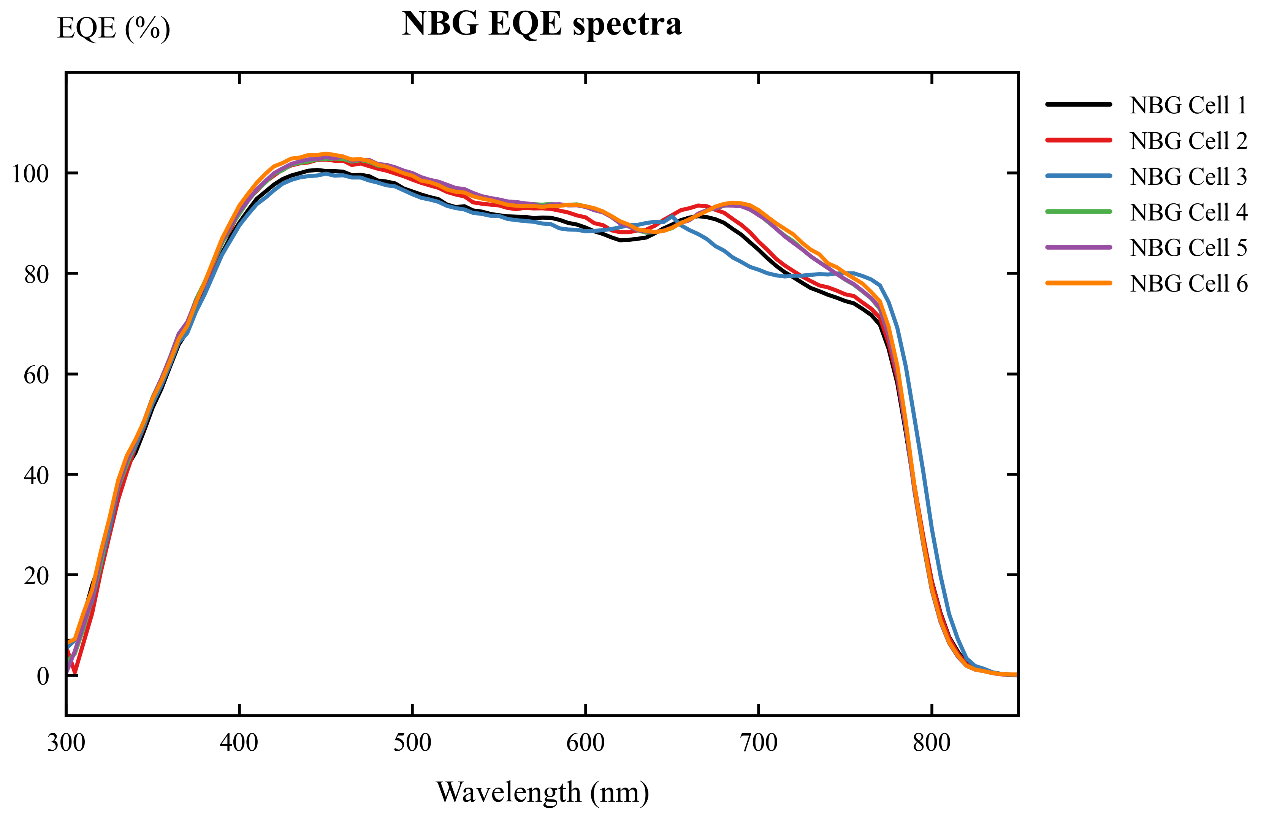 EQE (%)
NBG EQE spectra
NBG Cell 1
NBG Cell 2
NBG Cell 3
NBG Cell 4
NBG Cell 5
NBG Cell 6
100
80
60
40
20
0
300 400 500 600 700 800
Wavelength (nm)